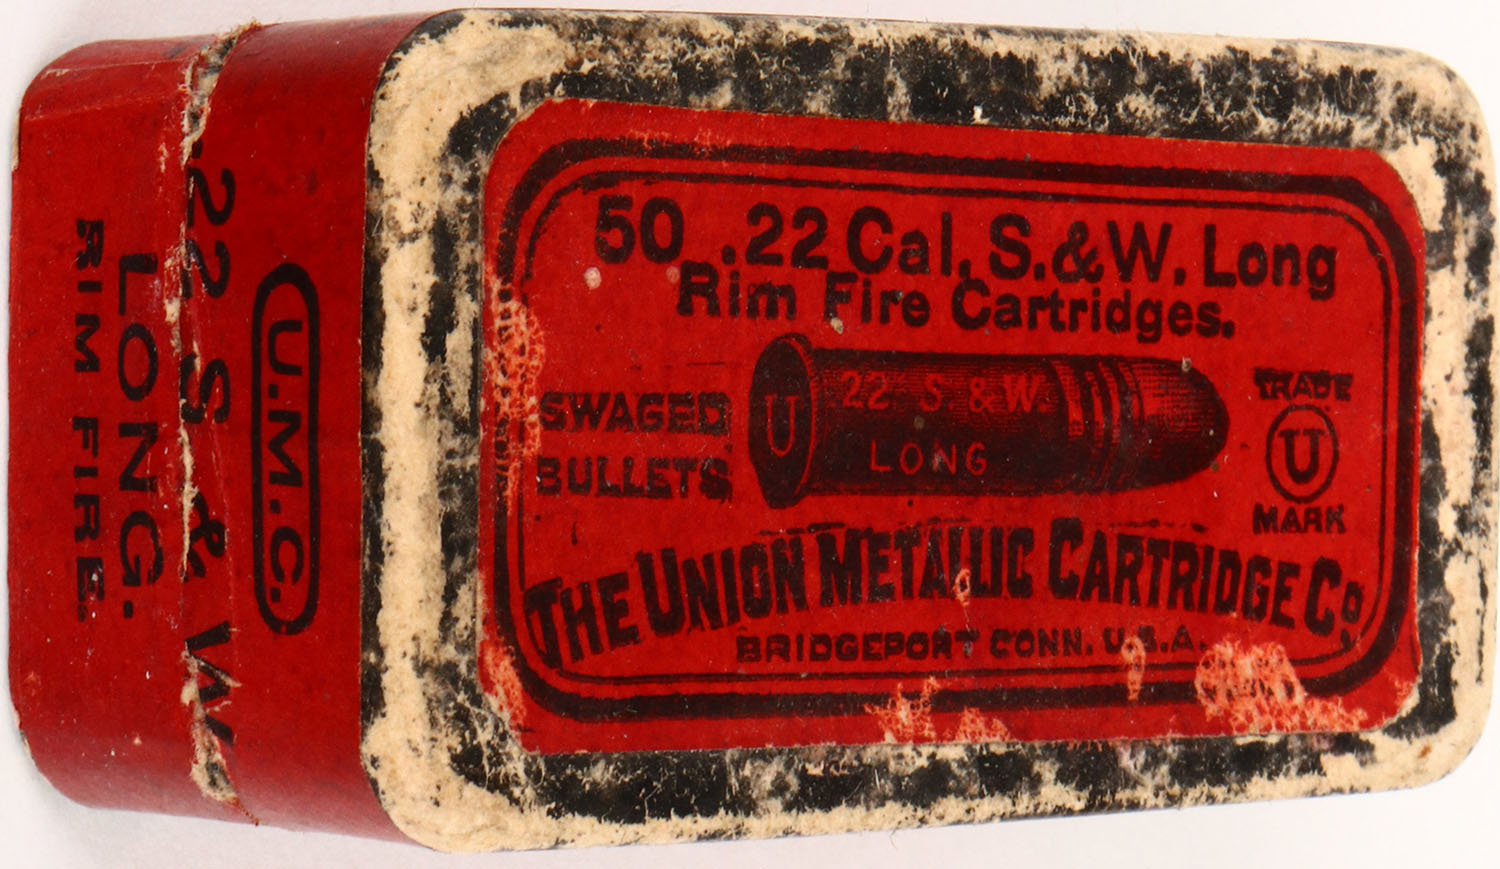 50 .22 Cal. S.&W. Long
Rim Fire Cartridges.
SWAGED
BULLETS
U
22 S.&W.
LONG
TRADE
U
MARK
THE UNION METALLIC CARTRIDGE CO.
BRIDGEPORT CONN. U.S.A.
U.M.C.
.22 S & W
LONG.
RIM FIRE.